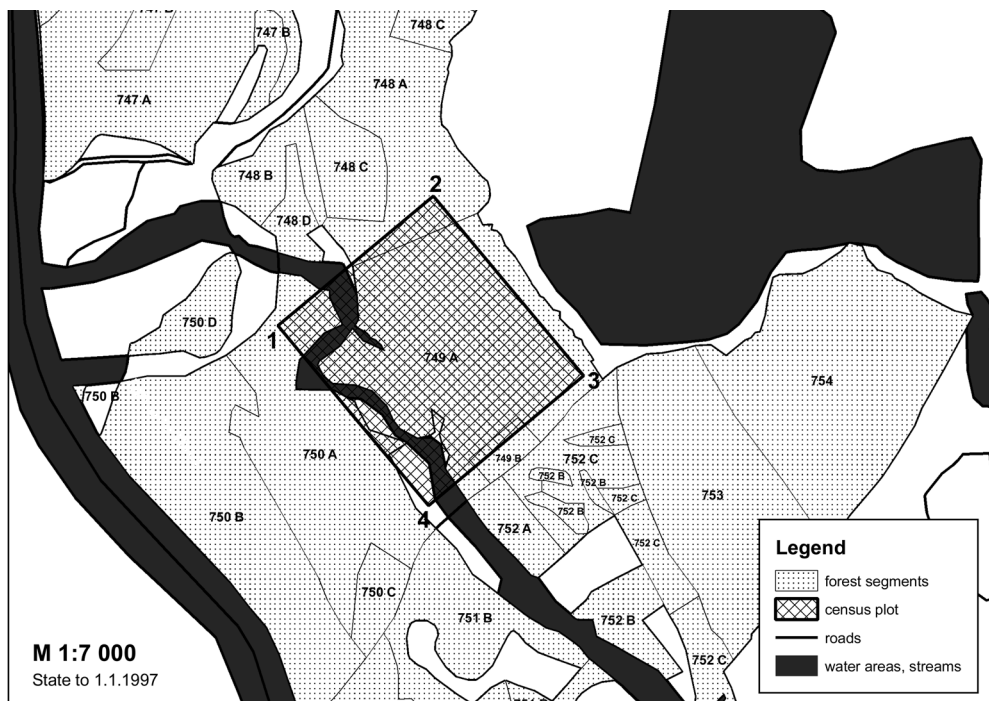 748 C
747 B
747 A
748 A
748 C
748 B
2
748 D
750 D
1
749 A
3
754
750 B
752 C
750 A
749 B
752 C
752 B
752 B
752 C
753
752 B
4
752 A
750 B
752 C
750 C
751 B
752 B
752 C
Legend
forest segments
census plot
roads
water areas, streams
M 1:7 000
State to 1.1.1997